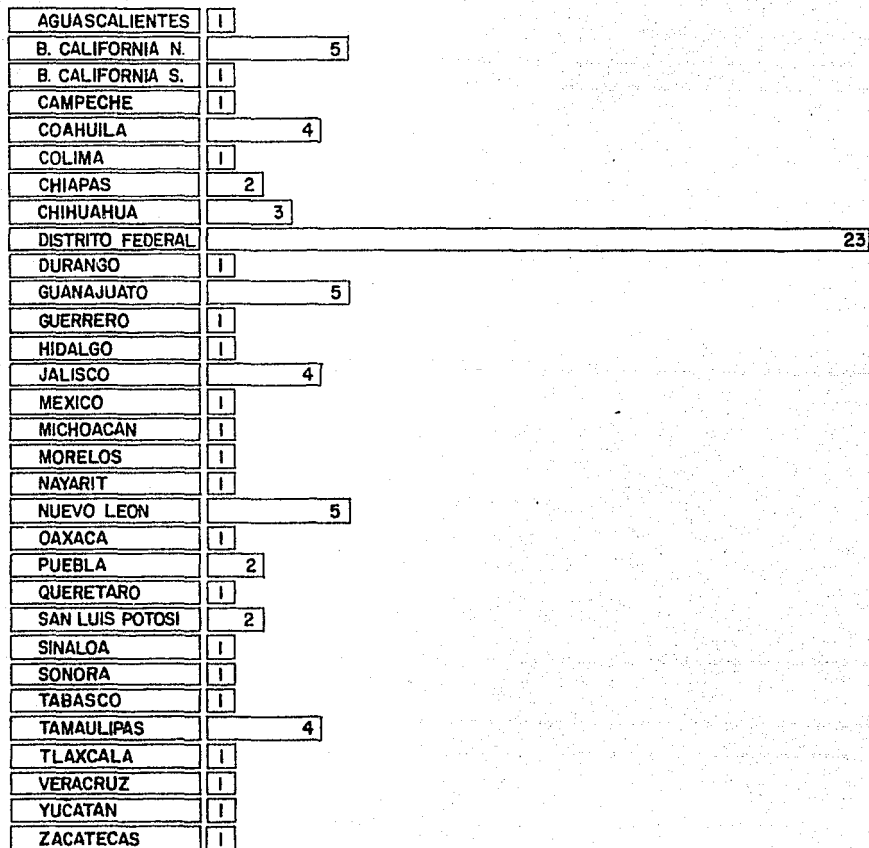 AGUASCALIENTES 1
B. CALIFORNIA N. 5
B. CALIFORNIA S. 1
CAMPECHE 1
COAHUILA 4
COLIMA 1
CHIAPAS 2
CHIHUAHUA 3
DISTRITO FEDERAL 23
DURANGO 1
GUANAJUATO 5
GUERRERO 1
HIDALGO 1
JALISCO 4
MEXICO 1
MICHOACAN 1
MORELOS 1
NAYARIT 1
NUEVO LEON 5
OAXACA 1
PUEBLA 2
QUERETARO 1
SAN LUIS POTOSI 2
SINALOA 1
SONORA 1
TABASCO 1
TAMAULIPAS 4
TLAXCALA 1
VERACRUZ 1
YUCATAN 1
ZACATECAS 1